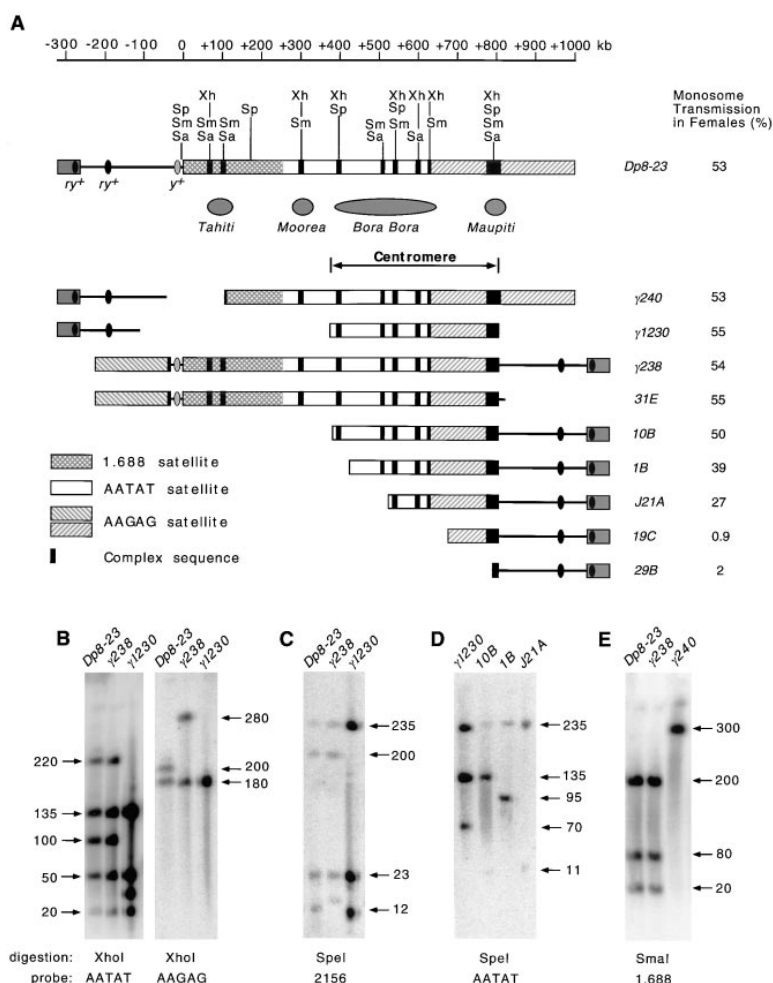 A
-300 -200 -100 0 +100 +200 +300 +400 +500 +600 +700 +800 +1000 kb
Xh Xh Xh Xh Xh Xh Xh
Sp Sp Sp Sp
Sm Sm Sm Sp Sm Sm Sm Sm Sm
Sa Sa Sa Sa Sa Sa
Monosome
Transmission
in Females (%)
Dp8-23 53
ry+ ry+ y+
Tahiti Moorea Bora Bora Maupiti
Centromere
γ240 53
γ1230 55
γ238 54
31E 55
10B 50
1B 39
J21A 27
19C 0.9
29B 2
1.688 satellite
AATAT satellite
AAGAG satellite
Complex sequence
B
Dp8-23 γ238 γ1230
220
135
100
50
20
Dp8-23 γ238 γ1230
280
200
180
C
Dp8-23 γ238 γ1230
235
200
23
12
D
γ1230 10B 1B J21A
235
135
95
70
11
E
Dp8-23 γ238 γ240
300
200
80
20
digestion: XhoI XhoI SpeI SpeI SmaI
probe: AATAT AAGAG 2156 AATAT 1.688